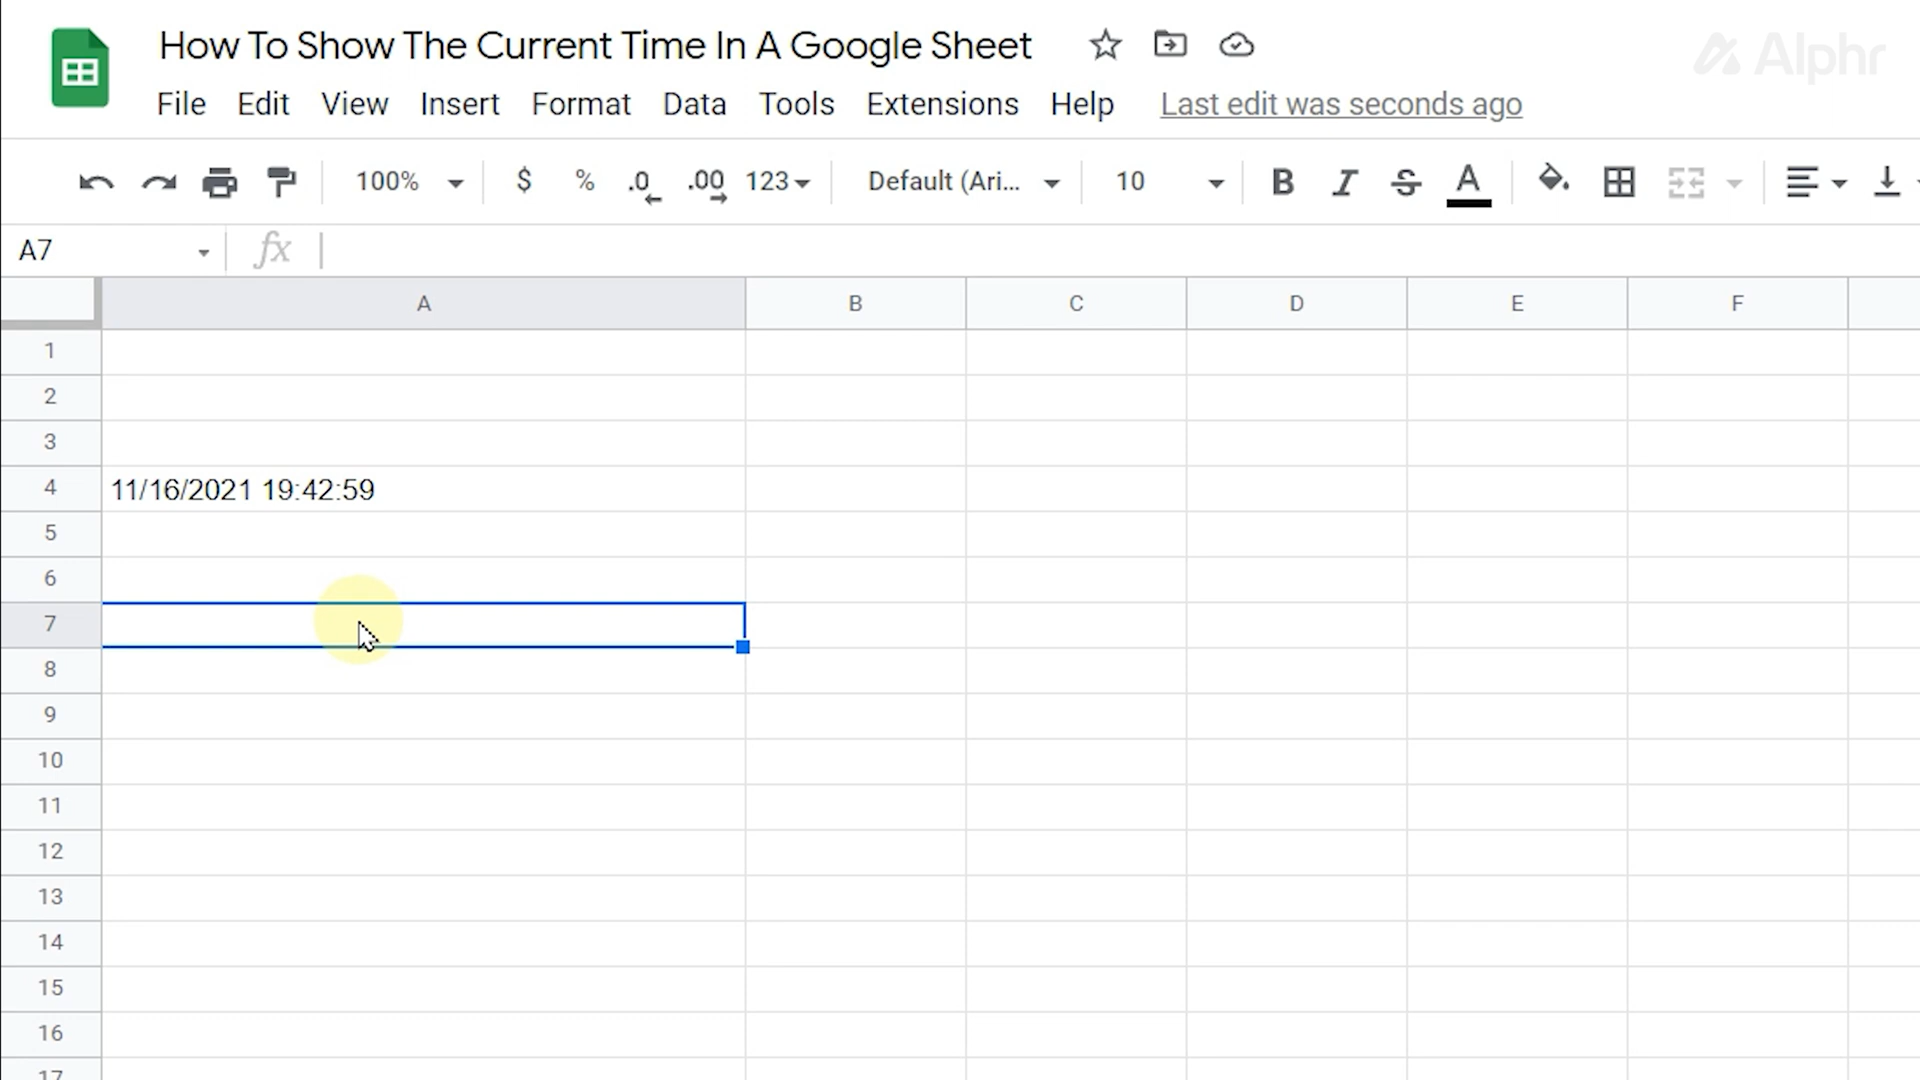 How To Show The Current Time In A Google Sheet
Alphr
File Edit View Insert Format Data Tools Extensions Help Last edit was seconds ago
100% $ % .0 .00 123 Default (Ari... 10 B I S A
A7 fx
A B C D E F
1
2
3
4 11/16/2021 19:42:59
5
6
7
8
9
10
11
12
13
14
15
16
17